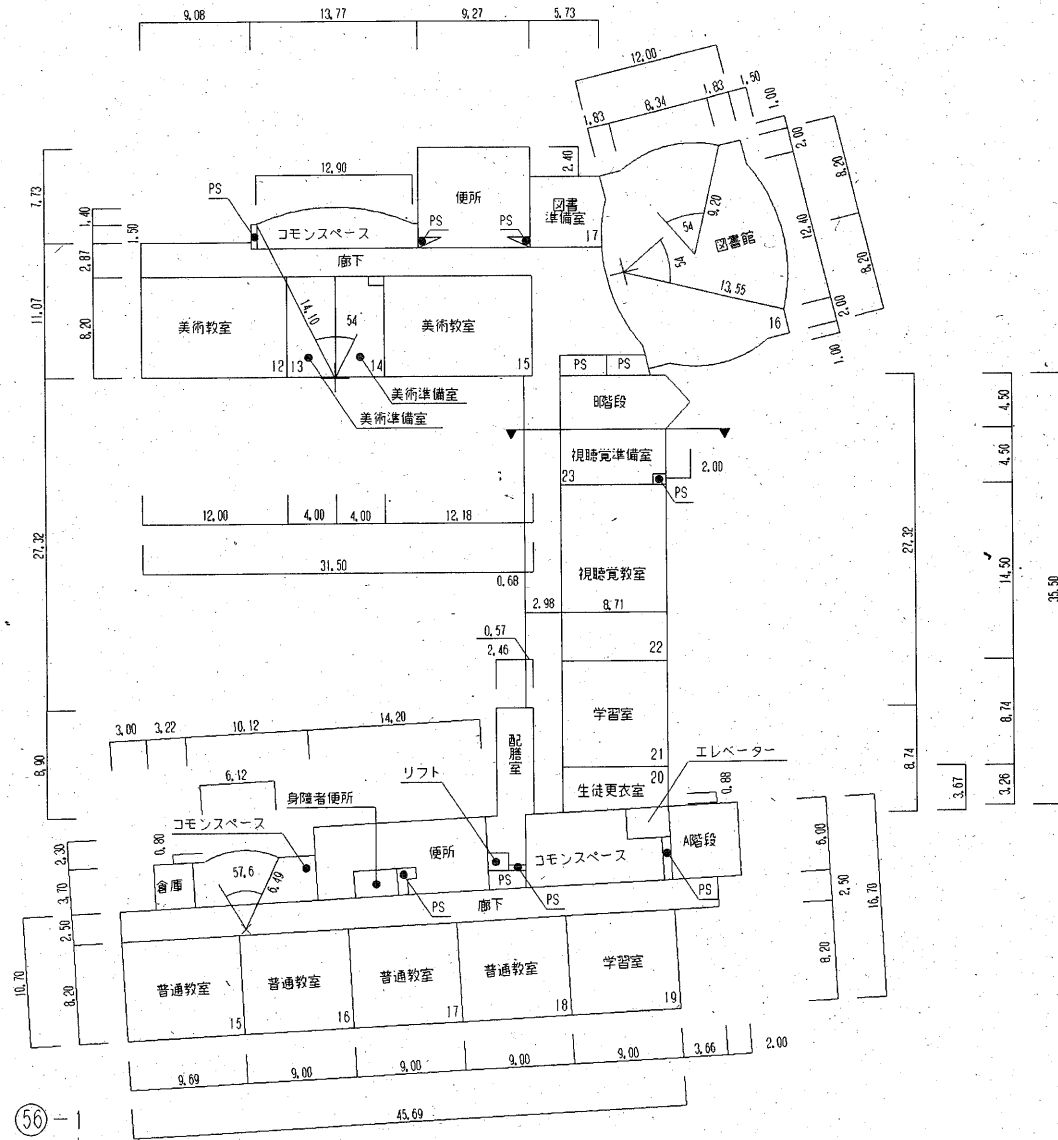 9.08
13.77
9.27
5.73
12.00
1.83
8.34
1.83
1.50
1.00
2.00
8.20
12.40
8.20
2.00
1.00
7.73
1.40
1.50
2.87
11.07
8.20
12.90
2.40
PS
コモンスペース
便所
PS
PS
図書
準備室
17
図書館
9.20
54
54
13.55
16
廊下
美術教室
12
13
14.10
54
14
美術教室
15
美術準備室
美術準備室
PS
PS
B階段
視聴覚準備室
23
2.00
PS
4.50
4.50
12.00
4.00
4.00
12.18
31.50
27.32
27.32
14.50
35.50
0.68
視聴覚教室
2.98
8.71
22
0.57
2.46
学習室
21
8.74
8.74
3.67
3.26
8.90
3.00
3.22
10.12
14.20
6.12
配膳室
リフト
エレベーター
20
生徒更衣室
0.88
身障者便所
コモンスペース
0.80
2.30
3.70
2.50
倉庫
57.6
6.49
便所
PS
コモンスペース
A階段
PS
PS
PS
廊下
6.00
2.50
16.70
8.20
10.70
8.20
普通教室
15
普通教室
16
普通教室
17
普通教室
18
学習室
19
9.69
9.00
9.00
9.00
9.00
3.66
2.00
45.69
56-1